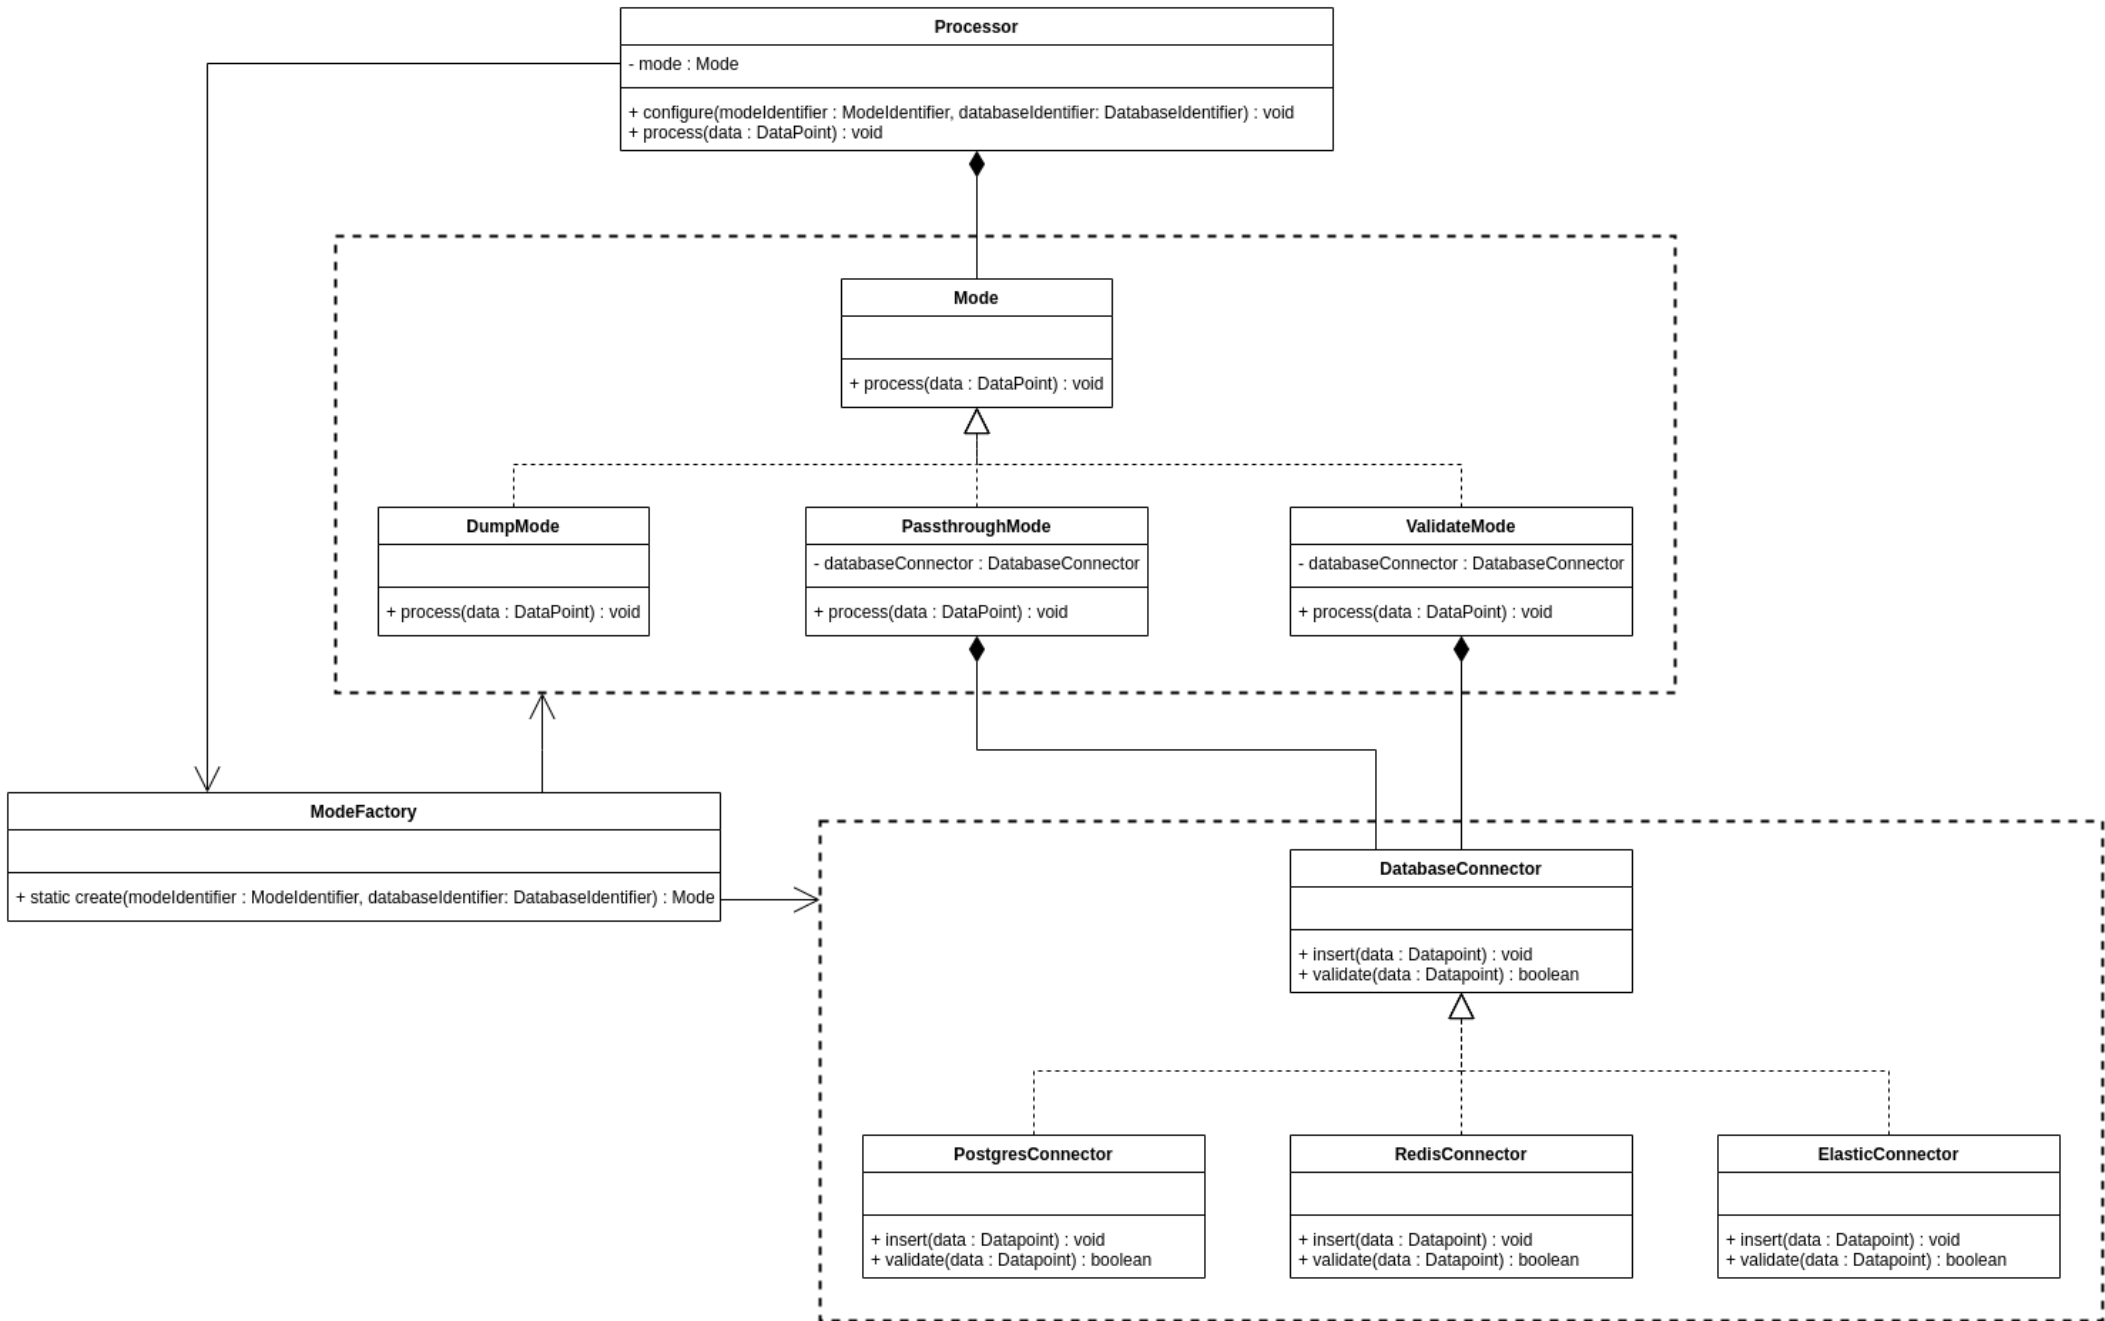 Processor
- mode : Mode
+ configure(modeIdentifier : ModeIdentifier, databaseIdentifier: DatabaseIdentifier) : void
+ process(data : DataPoint) : void
Mode
+ process(data : DataPoint) : void
DumpMode
+ process(data : DataPoint) : void
PassthroughMode
- databaseConnector : DatabaseConnector
+ process(data : DataPoint) : void
ValidateMode
- databaseConnector : DatabaseConnector
+ process(data : DataPoint) : void
ModeFactory
+ static create(modeIdentifier : ModeIdentifier, databaseIdentifier: DatabaseIdentifier) : Mode
DatabaseConnector
+ insert(data : Datapoint) : void
+ validate(data : Datapoint) : boolean
PostgresConnector
+ insert(data : Datapoint) : void
+ validate(data : Datapoint) : boolean
RedisConnector
+ insert(data : Datapoint) : void
+ validate(data : Datapoint) : boolean
ElasticConnector
+ insert(data : Datapoint) : void
+ validate(data : Datapoint) : boolean